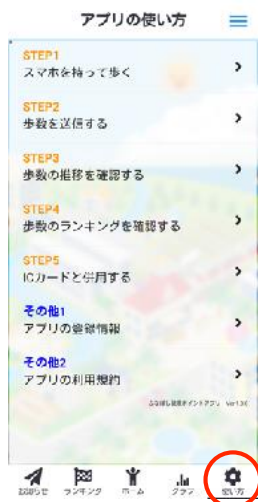 アプリの使い方
STEP1
スマホを持って歩く
STEP2
歩数を送信する
STEP3
歩数の推移を確認する
STEP4
歩数のランキングを確認する
STEP5
ICカードと併用する
その他1
アプリの登録情報
その他2
アプリの利用規約
お知らせ
ランキング
ホーム
グラフ
使い方